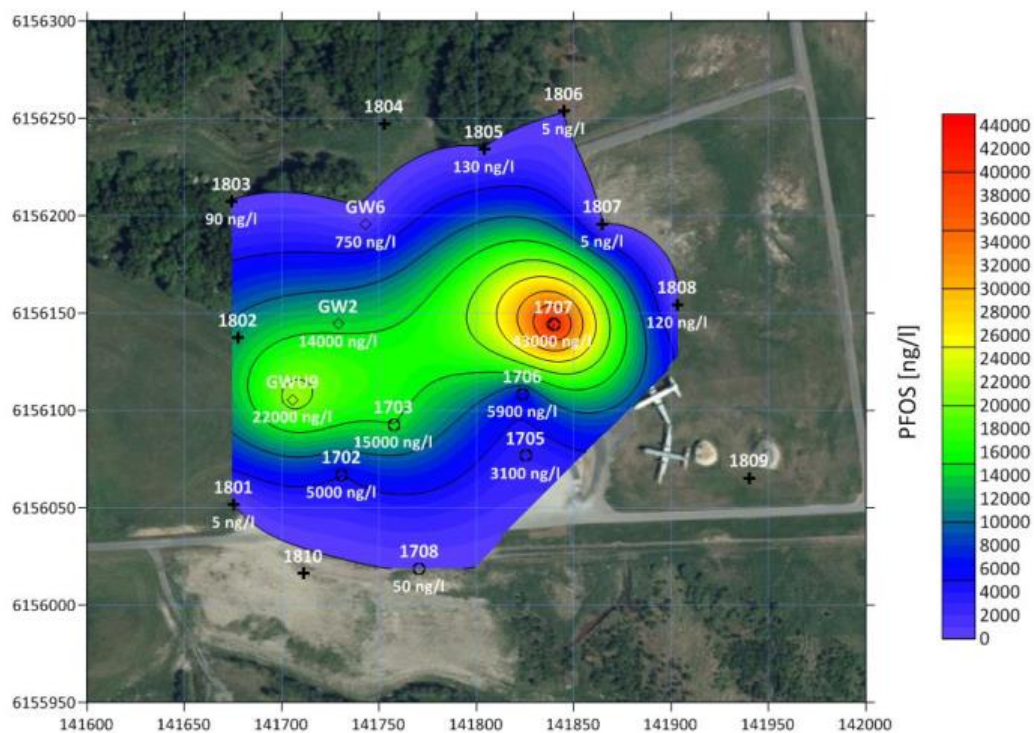 6156300
6156250
6156200
6156150
6156100
6156050
6156000
6155950
141600
141650
141700
141750
141800
141850
141900
141950
142000
1806
5 ng/l
1804
1805
130 ng/l
1803
90 ng/l
GW6
750 ng/l
1807
5 ng/l
1808
120 ng/l
GW2
14000 ng/l
1802
1707
43000 ng/l
GWU9
22000 ng/l
1706
5900 ng/l
1703
15000 ng/l
1705
3100 ng/l
1702
5000 ng/l
1809
1801
5 ng/l
1810
1708
50 ng/l
PFOS [ng/l]
44000
42000
40000
38000
36000
34000
32000
30000
28000
26000
24000
22000
20000
18000
16000
14000
12000
10000
8000
6000
4000
2000
0